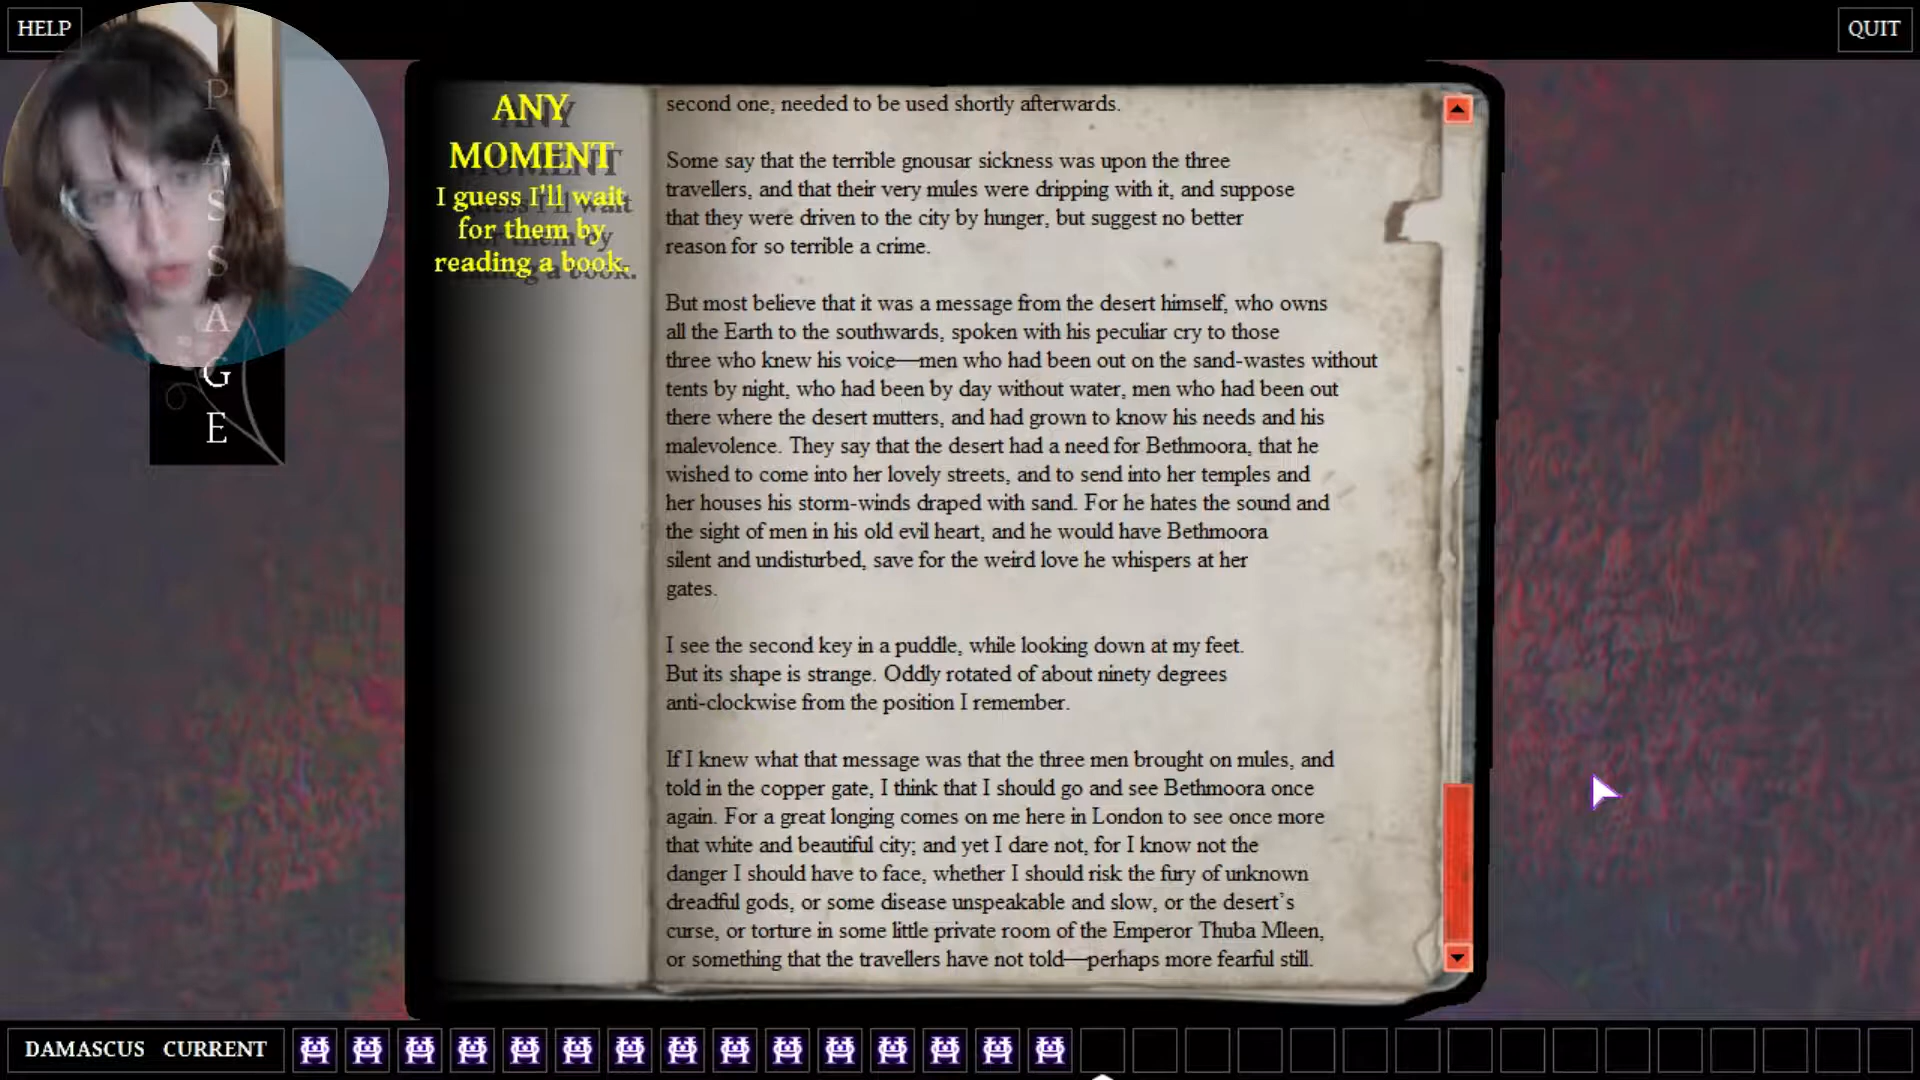 HELP
QUIT
P
A
S
S
A
G
E
ANY
MOMENT
I guess I'll wait
for them by
reading a book.
second one, needed to be used shortly afterwards.
Some say that the terrible gnousar sickness was upon the three
travellers, and that their very mules were dripping with it, and suppose
that they were driven to the city by hunger, but suggest no better
reason for so terrible a crime.
But most believe that it was a message from the desert himself, who owns
all the Earth to the southwards, spoken with his peculiar cry to those
three who knew his voice—men who had been out on the sand-wastes without
tents by night, who had been by day without water, men who had been out
there where the desert mutters, and had grown to know his needs and his
malevolence. They say that the desert had a need for Bethmoora, that he
wished to come into her lovely streets, and to send into her temples and
her houses his storm-winds draped with sand. For he hates the sound and
the sight of men in his old evil heart, and he would have Bethmoora
silent and undisturbed, save for the weird love he whispers at her
gates.
I see the second key in a puddle, while looking down at my feet.
But its shape is strange. Oddly rotated of about ninety degrees
anti-clockwise from the position I remember.
If I knew what that message was that the three men brought on mules, and
told in the copper gate, I think that I should go and see Bethmoora once
again. For a great longing comes on me here in London to see once more
that white and beautiful city; and yet I dare not, for I know not the
danger I should have to face, whether I should risk the fury of unknown
dreadful gods, or some disease unspeakable and slow, or the desert's
curse, or torture in some little private room of the Emperor Thuba Mleen,
or something that the travellers have not told—perhaps more fearful still.
DAMASCUS CURRENT